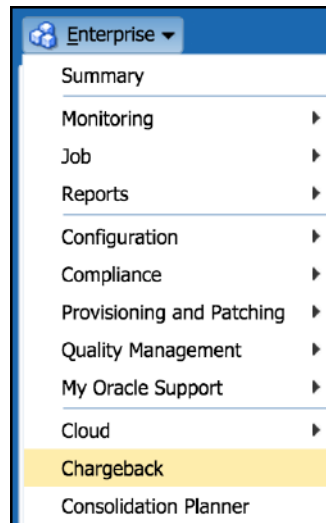 Enterprise
Summary
Monitoring
Job
Reports
Configuration
Compliance
Provisioning and Patching
Quality Management
My Oracle Support
Cloud
Chargeback
Consolidation Planner